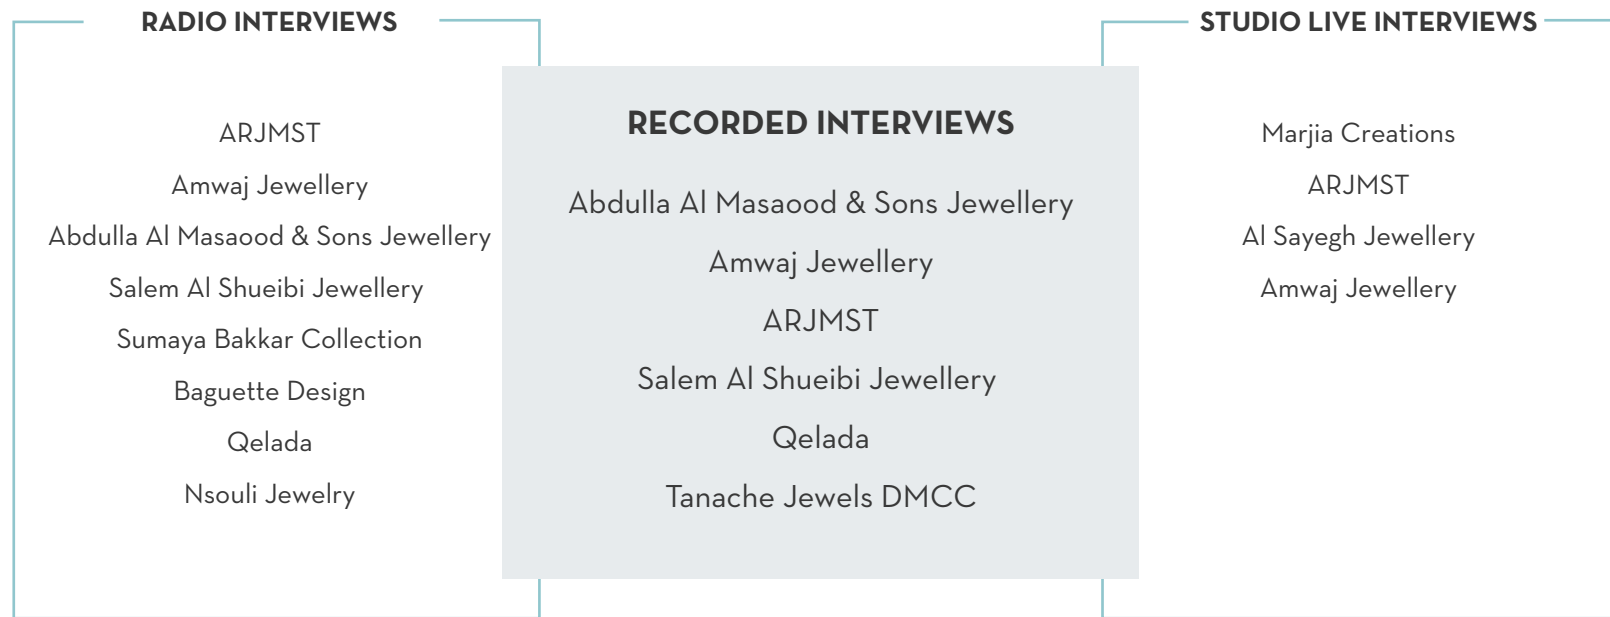 RADIO INTERVIEWS
ARJMST
Amwaj Jewellery
Abdulla Al Masaood & Sons Jewellery
Salem Al Shueibi Jewellery
Sumaya Bakkar Collection
Baguette Design
Qelada
Nsouli Jewelry
RECORDED INTERVIEWS
Abdulla Al Masaood & Sons Jewellery
Amwaj Jewellery
ARJMST
Salem Al Shueibi Jewellery
Qelada
Tanache Jewels DMCC
STUDIO LIVE INTERVIEWS
Marjia Creations
ARJMST
Al Sayegh Jewellery
Amwaj Jewellery